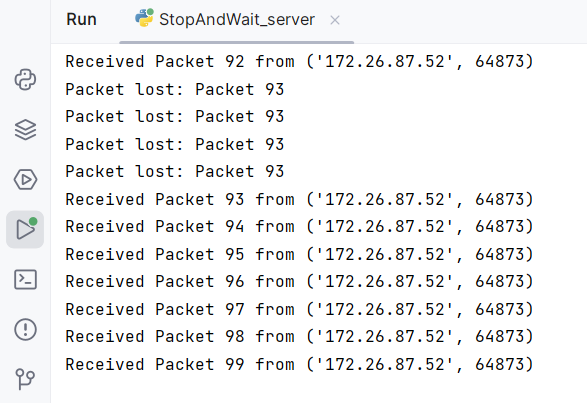 Run StopAndWait_server
Received Packet 92 from ('172.26.87.52', 64873)
Packet lost: Packet 93
Packet lost: Packet 93
Packet lost: Packet 93
Packet lost: Packet 93
Received Packet 93 from ('172.26.87.52', 64873)
Received Packet 94 from ('172.26.87.52', 64873)
Received Packet 95 from ('172.26.87.52', 64873)
Received Packet 96 from ('172.26.87.52', 64873)
Received Packet 97 from ('172.26.87.52', 64873)
Received Packet 98 from ('172.26.87.52', 64873)
Received Packet 99 from ('172.26.87.52', 64873)